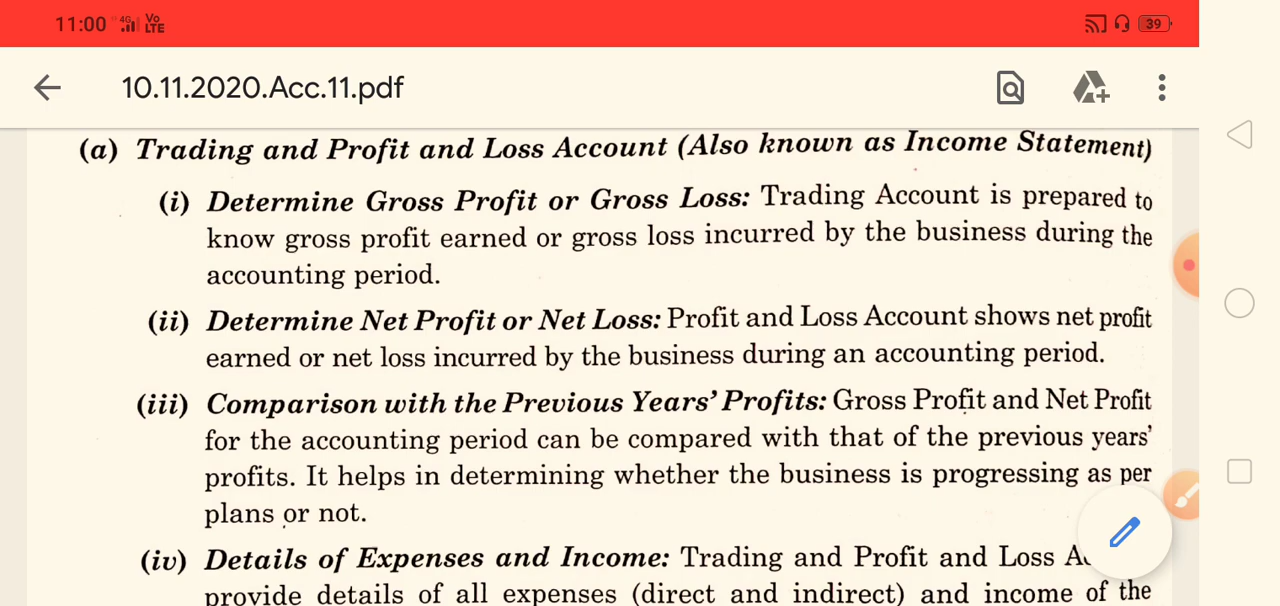 11:00 4G Vo LTE 39
10.11.2020.Acc.11.pdf
(a) Trading and Profit and Loss Account (Also known as Income Statement)
(i) Determine Gross Profit or Gross Loss: Trading Account is prepared to
know gross profit earned or gross loss incurred by the business during the
accounting period.
(ii) Determine Net Profit or Net Loss: Profit and Loss Account shows net profit
earned or net loss incurred by the business during an accounting period.
(iii) Comparison with the Previous Years' Profits: Gross Profit and Net Profit
for the accounting period can be compared with that of the previous years'
profits. It helps in determining whether the business is progressing as per
plans or not.
(iv) Details of Expenses and Income: Trading and Profit and Loss
provide details of all expenses (direct and indirect) and income of the